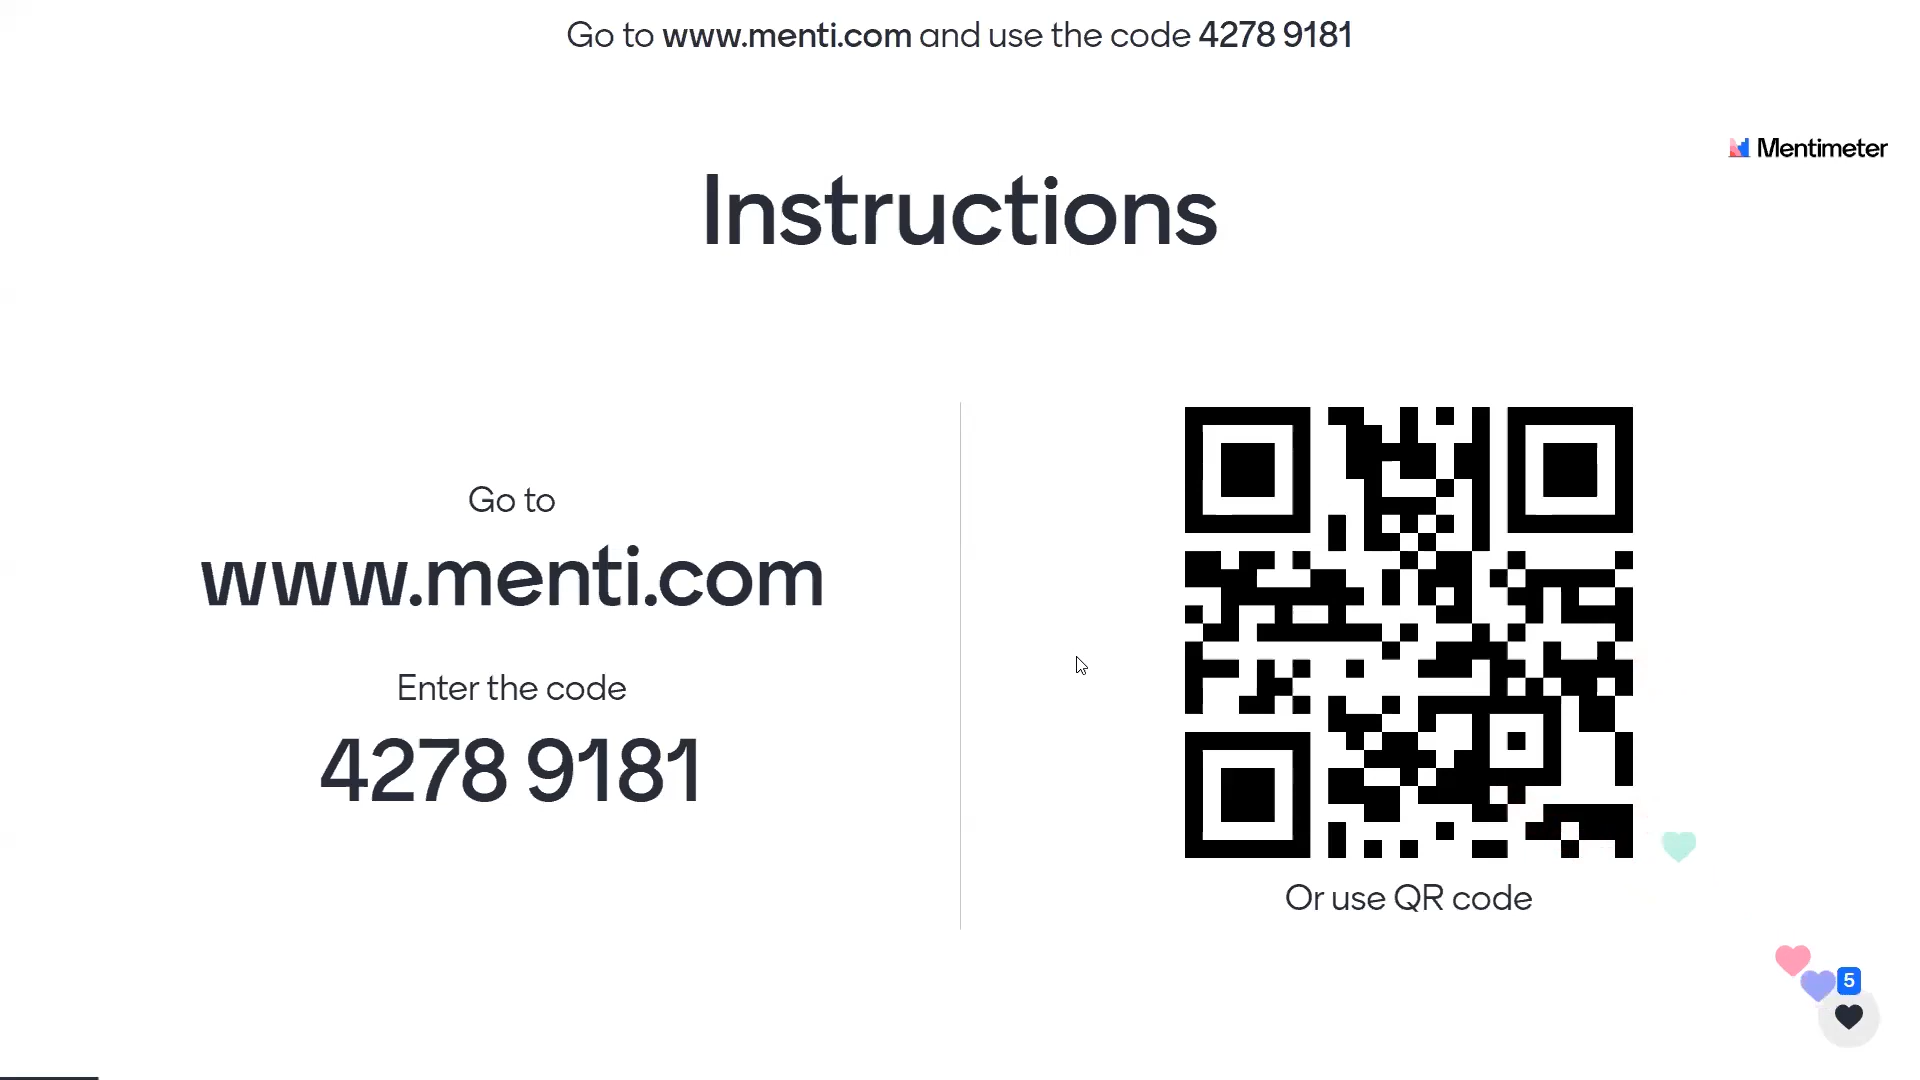 Go to www.menti.com and use the code 4278 9181
Mentimeter
Instructions
Go to
www.menti.com
Enter the code
4278 9181
Or use QR code
5